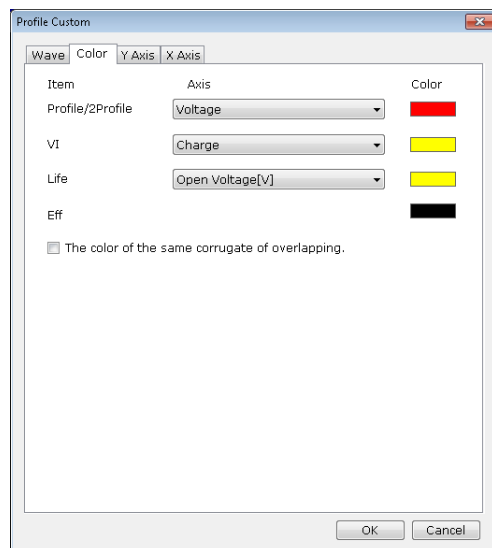 Profile Custom
Wave Color Y Axis X Axis
Item Axis Color
Profile/2Profile Voltage
VI Charge
Life Open Voltage[V]
Eff
The color of the same corrugate of overlapping.
OK Cancel